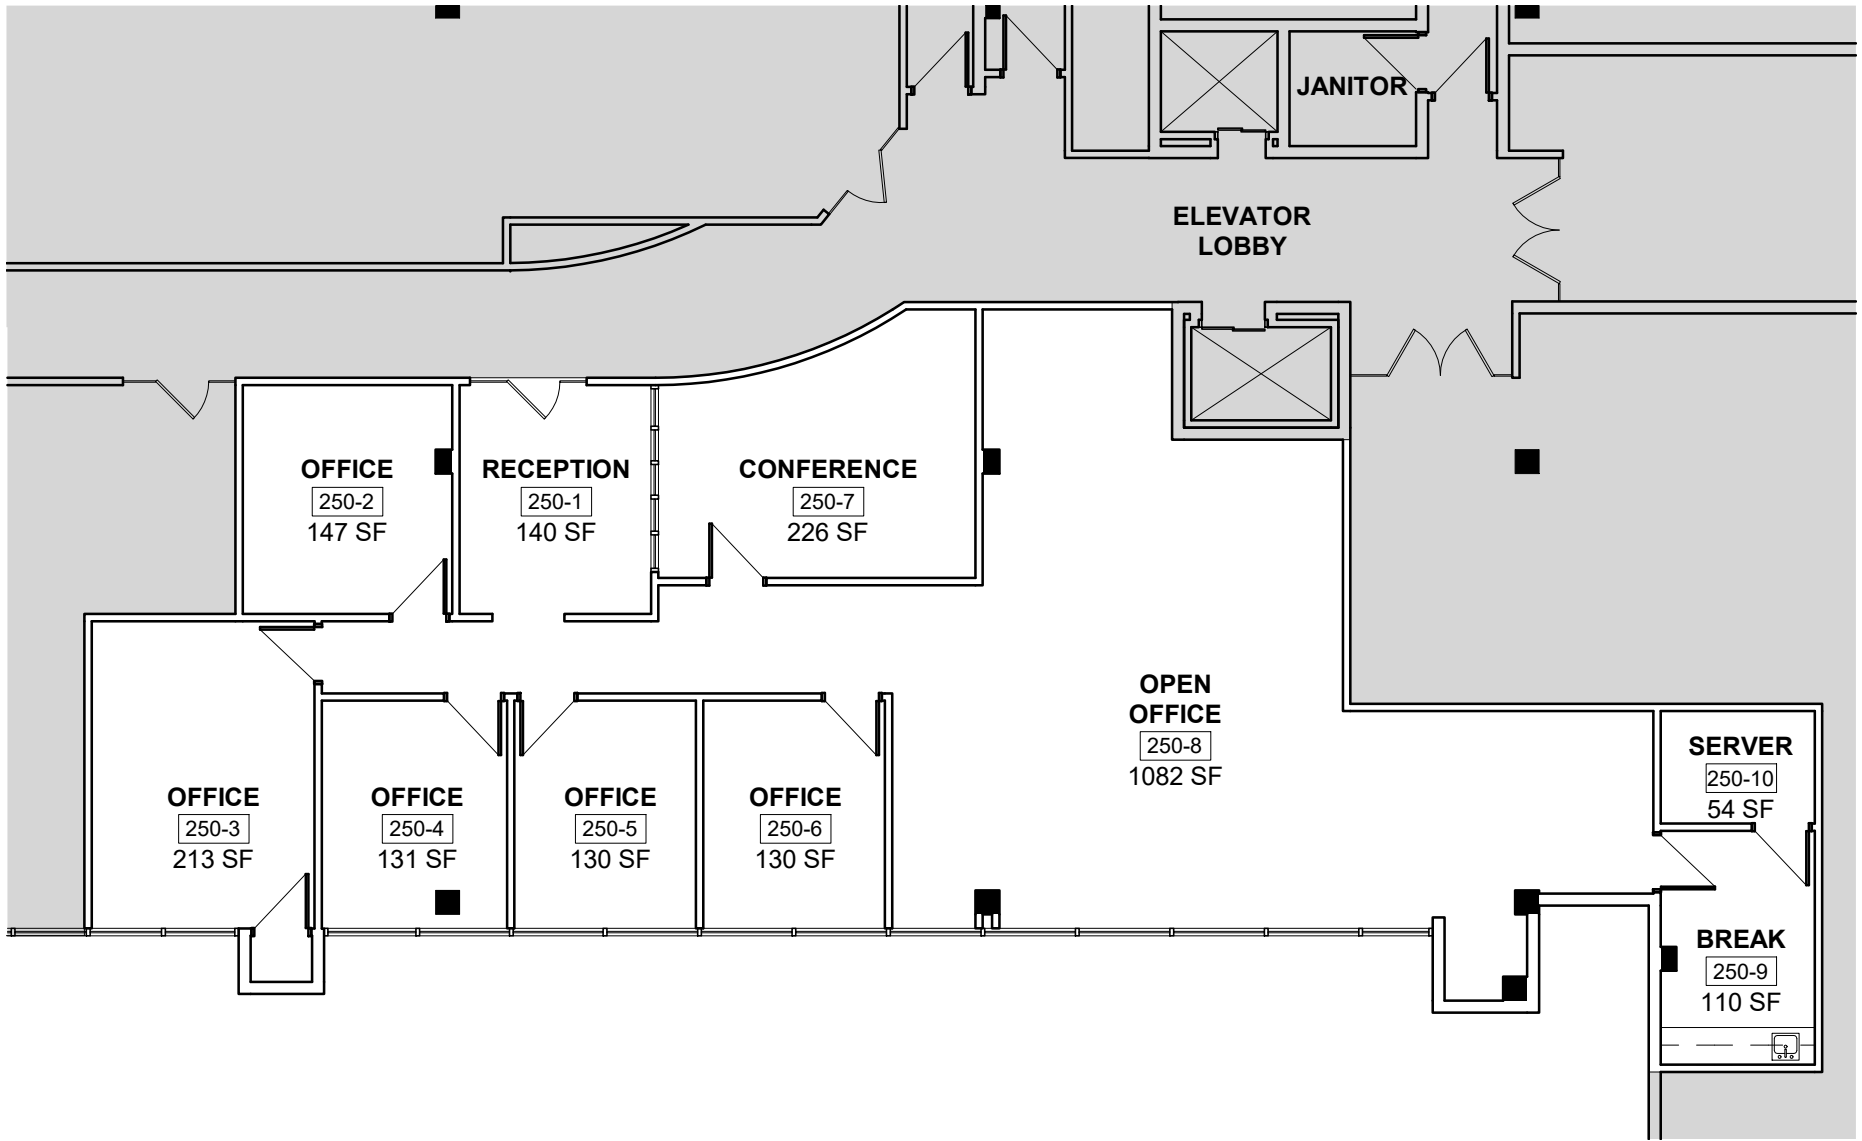 JANITOR
ELEVATOR
LOBBY
OFFICE
250-2
147 SF
RECEPTION
250-1
140 SF
CONFERENCE
250-7
226 SF
OPEN
OFFICE
250-8
1082 SF
SERVER
250-10
54 SF
OFFICE
250-3
213 SF
OFFICE
250-4
131 SF
OFFICE
250-5
130 SF
OFFICE
250-6
130 SF
BREAK
250-9
110 SF